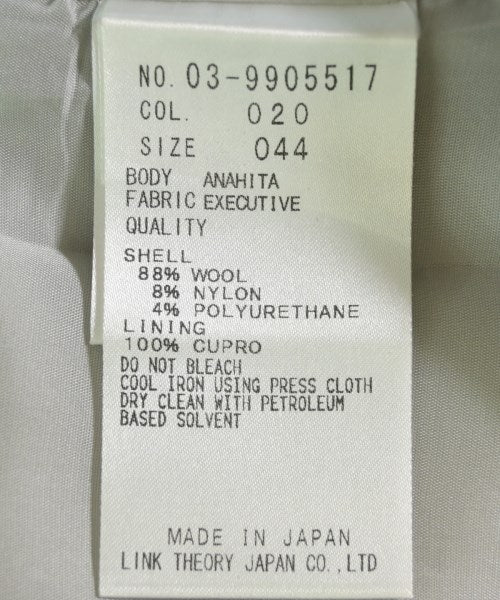 NO. 03-9905517
COL. 020
SIZE 044
BODY ANAHITA
FABRIC EXECUTIVE
QUALITY
SHELL
88% WOOL
8% NYLON
4% POLYURETHANE
LINING
100% CUPRO
DO NOT BLEACH
COOL IRON USING PRESS CLOTH
DRY CLEAN WITH PETROLEUM
BASED SOLVENT
MADE IN JAPAN
LINK THEORY JAPAN CO.,LTD